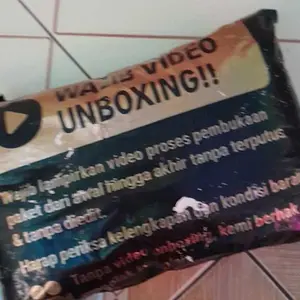 WAJIB VIDEO
UNBOXING!!
Wajib lampirkan video proses pembukaan
paket dari awal hingga akhir tanpa terputus
& tanpa diedit.
Harap periksa kelengkapan dan kondisi
Tanpa video unboxing, kami berhak